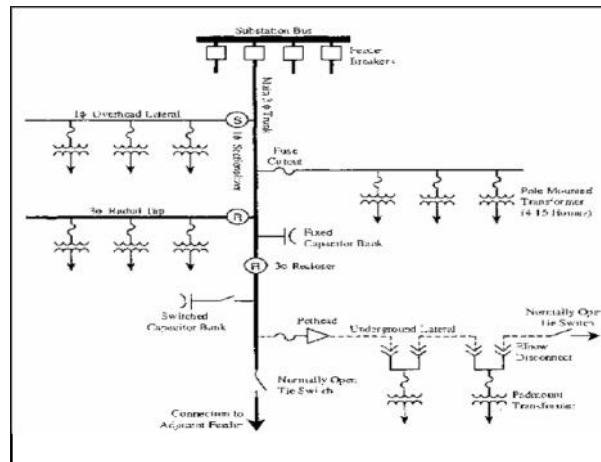 Substation Bus
Feeder
Breakers
Main 3ϕ Trunk
1ϕ Overhead Lateral
S
1ϕ Sectionalizer
Fuse
Cutout
Pole Mounted
Transformer
(4-15 Homes)
3ϕ Radial Tap
R
Fixed
Capacitor Bank
R
3ϕ Recloser
Switched
Capacitor Bank
Pothead
Underground Lateral
Normally Open
Tie Switch
Elbow
Disconnect
Normally Open
Tie Switch
Padmount
Transformer
Connection to
Adjacent Feeder